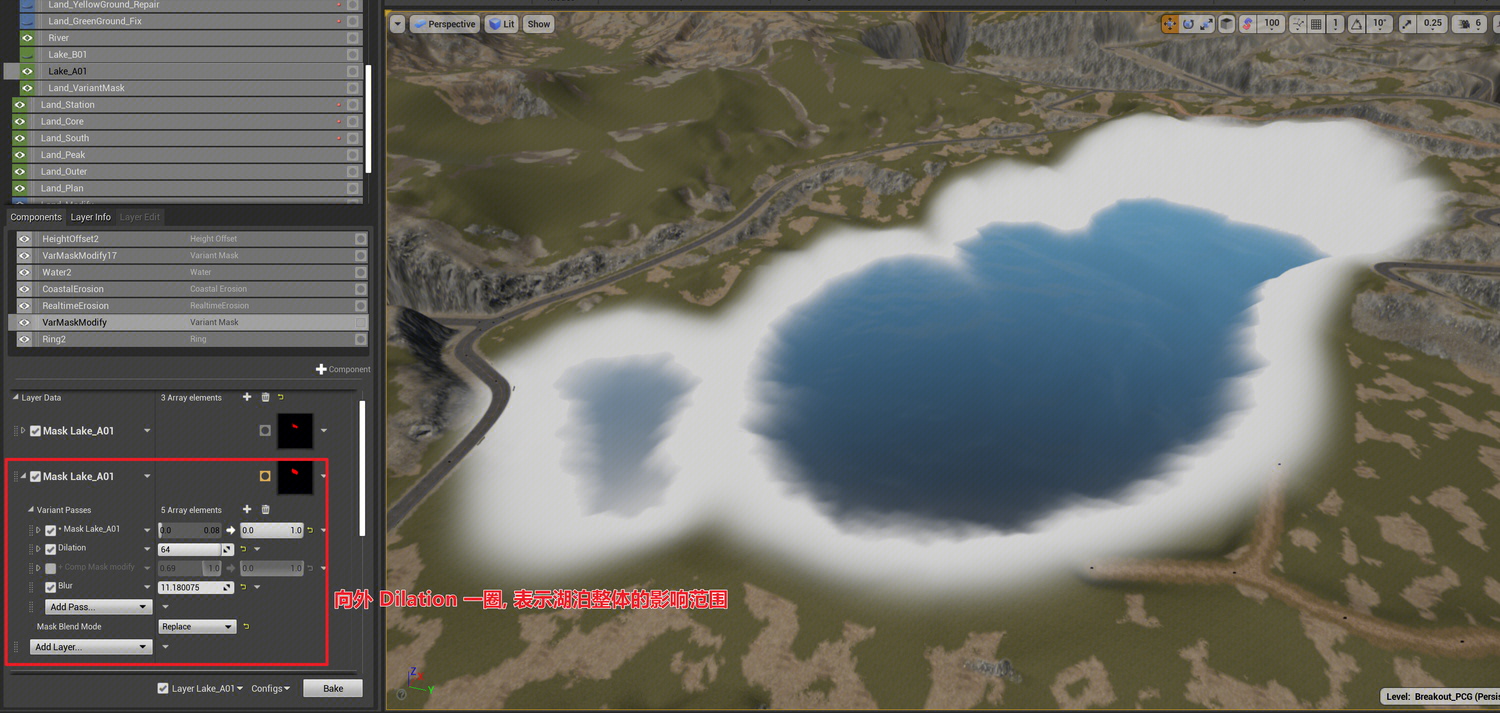 Land_YellowGround_Repair
Land_GreenGround_Fix
River
Lake_B01
Lake_A01
Land_VariantMask
Land_Station
Land_Core
Land_South
Land_Peak
Land_Outer
Land_Plan
Components Layer Info Layer Edit
HeightOffset2 Height Offset
VarMaskModify17 Variant Mask
Water2 Water
CoastalErosion Coastal Erosion
RealtimeErosion RealtimeErosion
VarMaskModify Variant Mask
Ring2 Ring
Component
Layer Data 3 Array elements
Mask Lake_A01
Mask Lake_A01
Variant Passes 5 Array elements
+ Mask Lake_A01 0.0 0.08 0.0 1.0
Dilation 64
+ Comp Mask modify 0.69 1.0 0.0 1.0
Blur 11.180075
Add Pass...
Mask Blend Mode Replace
Add Layer...
Layer Lake_A01 Configs Bake
Perspective Lit Show
100 1 10° 0.25 6
向外 Dilation 一圈, 表示湖泊整体的影响范围
Z
X
Y
Level: Breakout_PCG (Persis